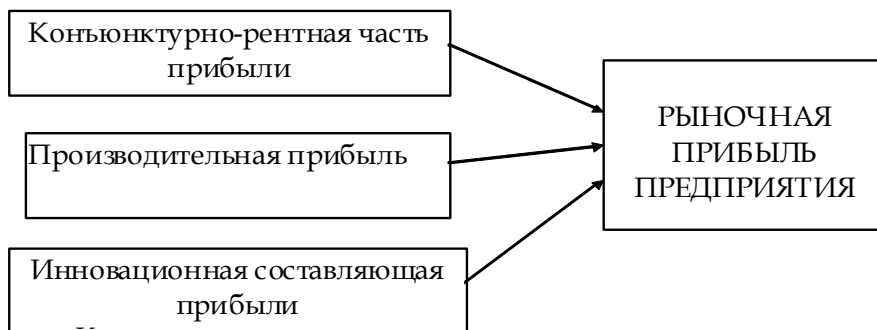 Конъюнктурно-рентная часть
прибыли
Производительная прибыль
Инновационная составляющая
прибыли
РЫНОЧНАЯ
ПРИБЫЛЬ
ПРЕДПРИЯТИЯ